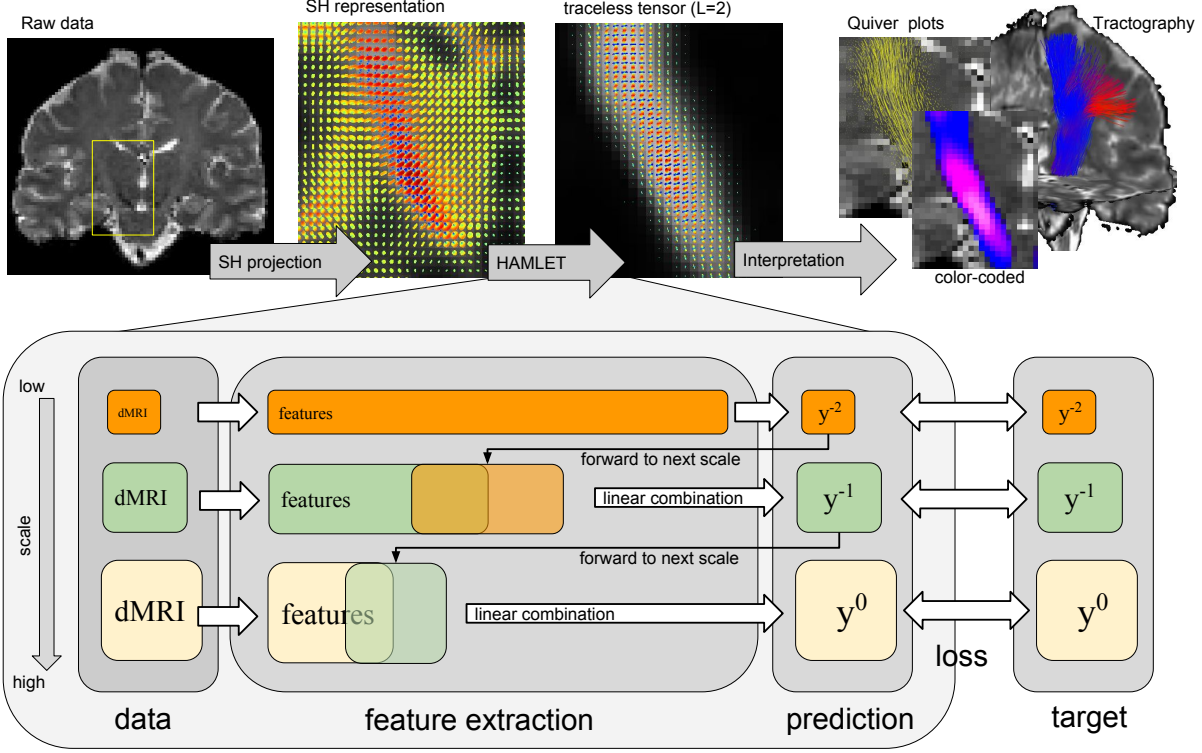 Raw data
SH representation
traceless tensor (L=2)
Quiver plots
Tractography
SH projection
HAMLET
Interpretation
color-coded
low
scale
high
dMRI
features
y-2
y-2
forward to next scale
dMRI
features
linear combination
y-1
y-1
forward to next scale
dMRI
features
linear combination
y0
y0
loss
data
feature extraction
prediction
target